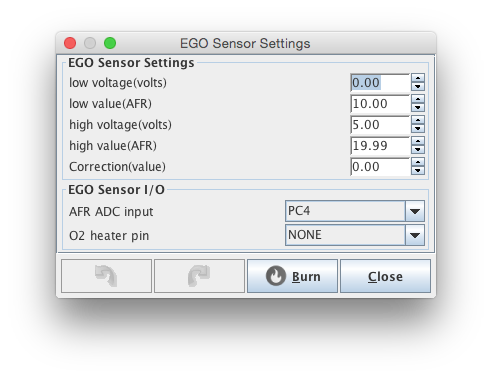 EGO Sensor Settings
EGO Sensor Settings
low voltage(volts) 0.00
low value(AFR) 10.00
high voltage(volts) 5.00
high value(AFR) 19.99
Correction(value) 0.00
EGO Sensor I/O
AFR ADC input PC4
O2 heater pin NONE
Burn Close